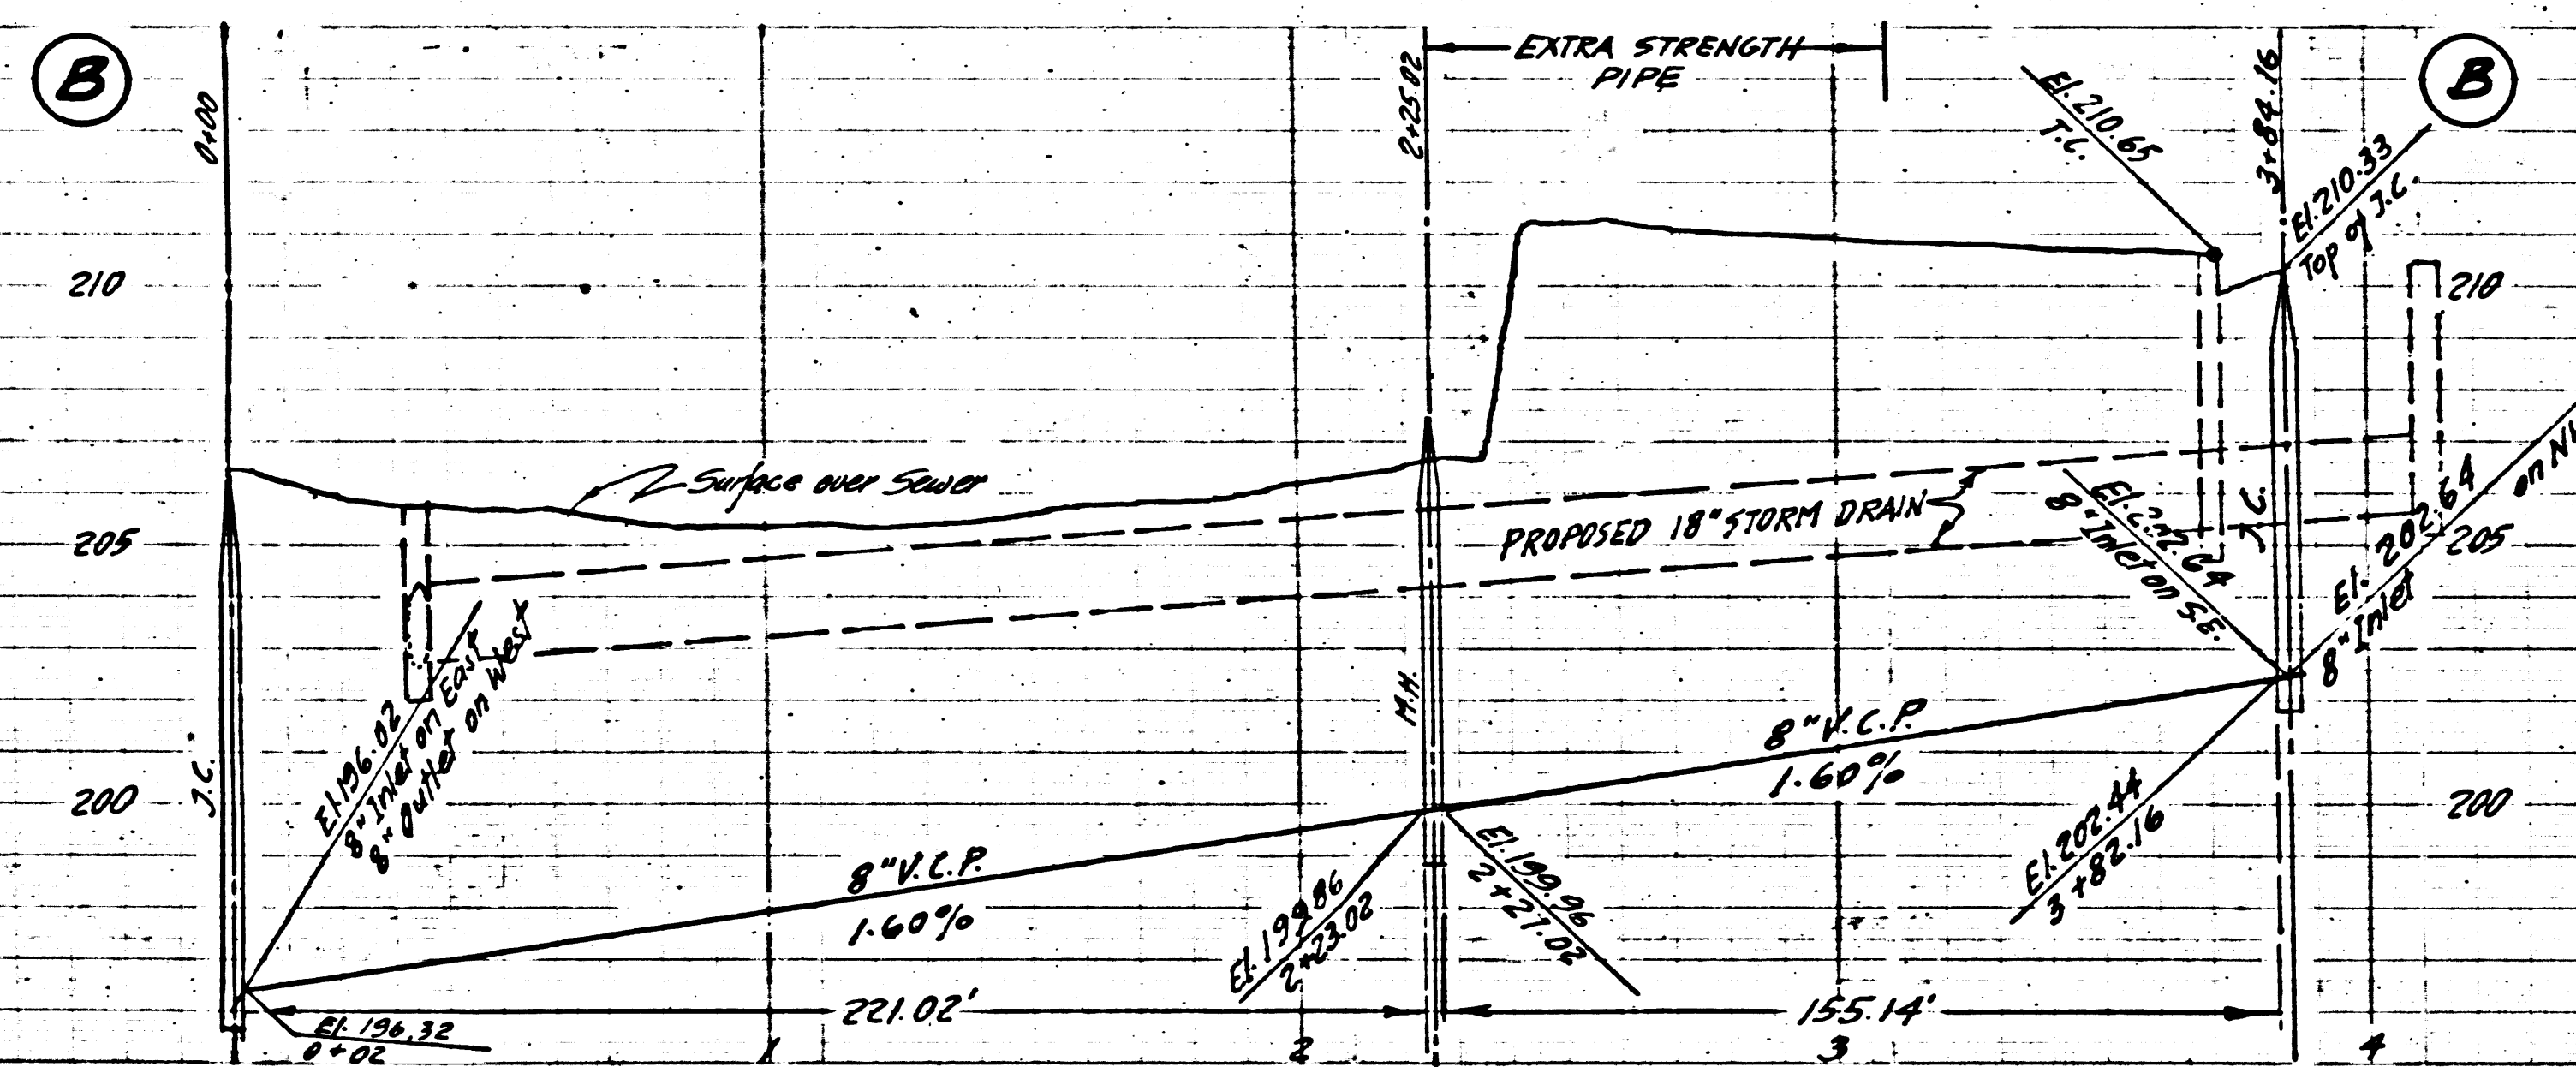 B
0+00
2+25.02
EXTRA STRENGTH
PIPE
El. 210.65
T.C.
3+84.16
El. 210.33
Top of J.C.
B
210
210
Surface over Sewer
PROPOSED 18" STORM DRAIN
8" Inlet on S.E.
J.C.
El. 202.64
8" Inlet
on
205
205
El. 196.02
8" Inlet on East
8" Outlet on West
J.C.
M.H.
8" V.C.P.
1.60%
200
200
8" V.C.P.
1.60%
El. 199.86
2+23.02
El. 199.96
2+27.02
El. 202.44
3+82.16
221.02'
155.14'
El. 196.32
0+02
1
2
3
4